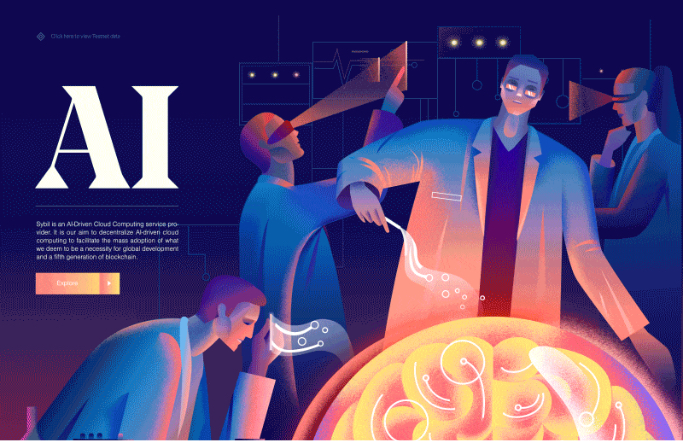 Click here to view Testnet data
AI
Sybil is an AI-Driven Cloud Computing service pro-
vider. It is our aim to decentralize AI-driven cloud
computing to facilitate the mass adoption of what
we deem to be a necessity for global development
and a fifth generation of blockchain.
Explore